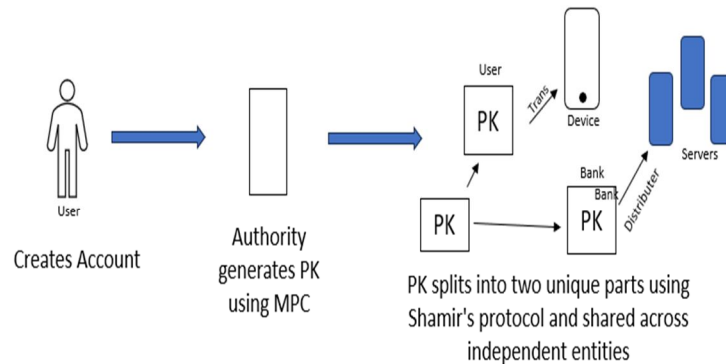 User
Creates Account
Authority
generates PK
using MPC
User
PK
Trans
Device
PK
Bank
Bank
PK
Distributer
Servers
PK splits into two unique parts using
Shamir's protocol and shared across
independent entities